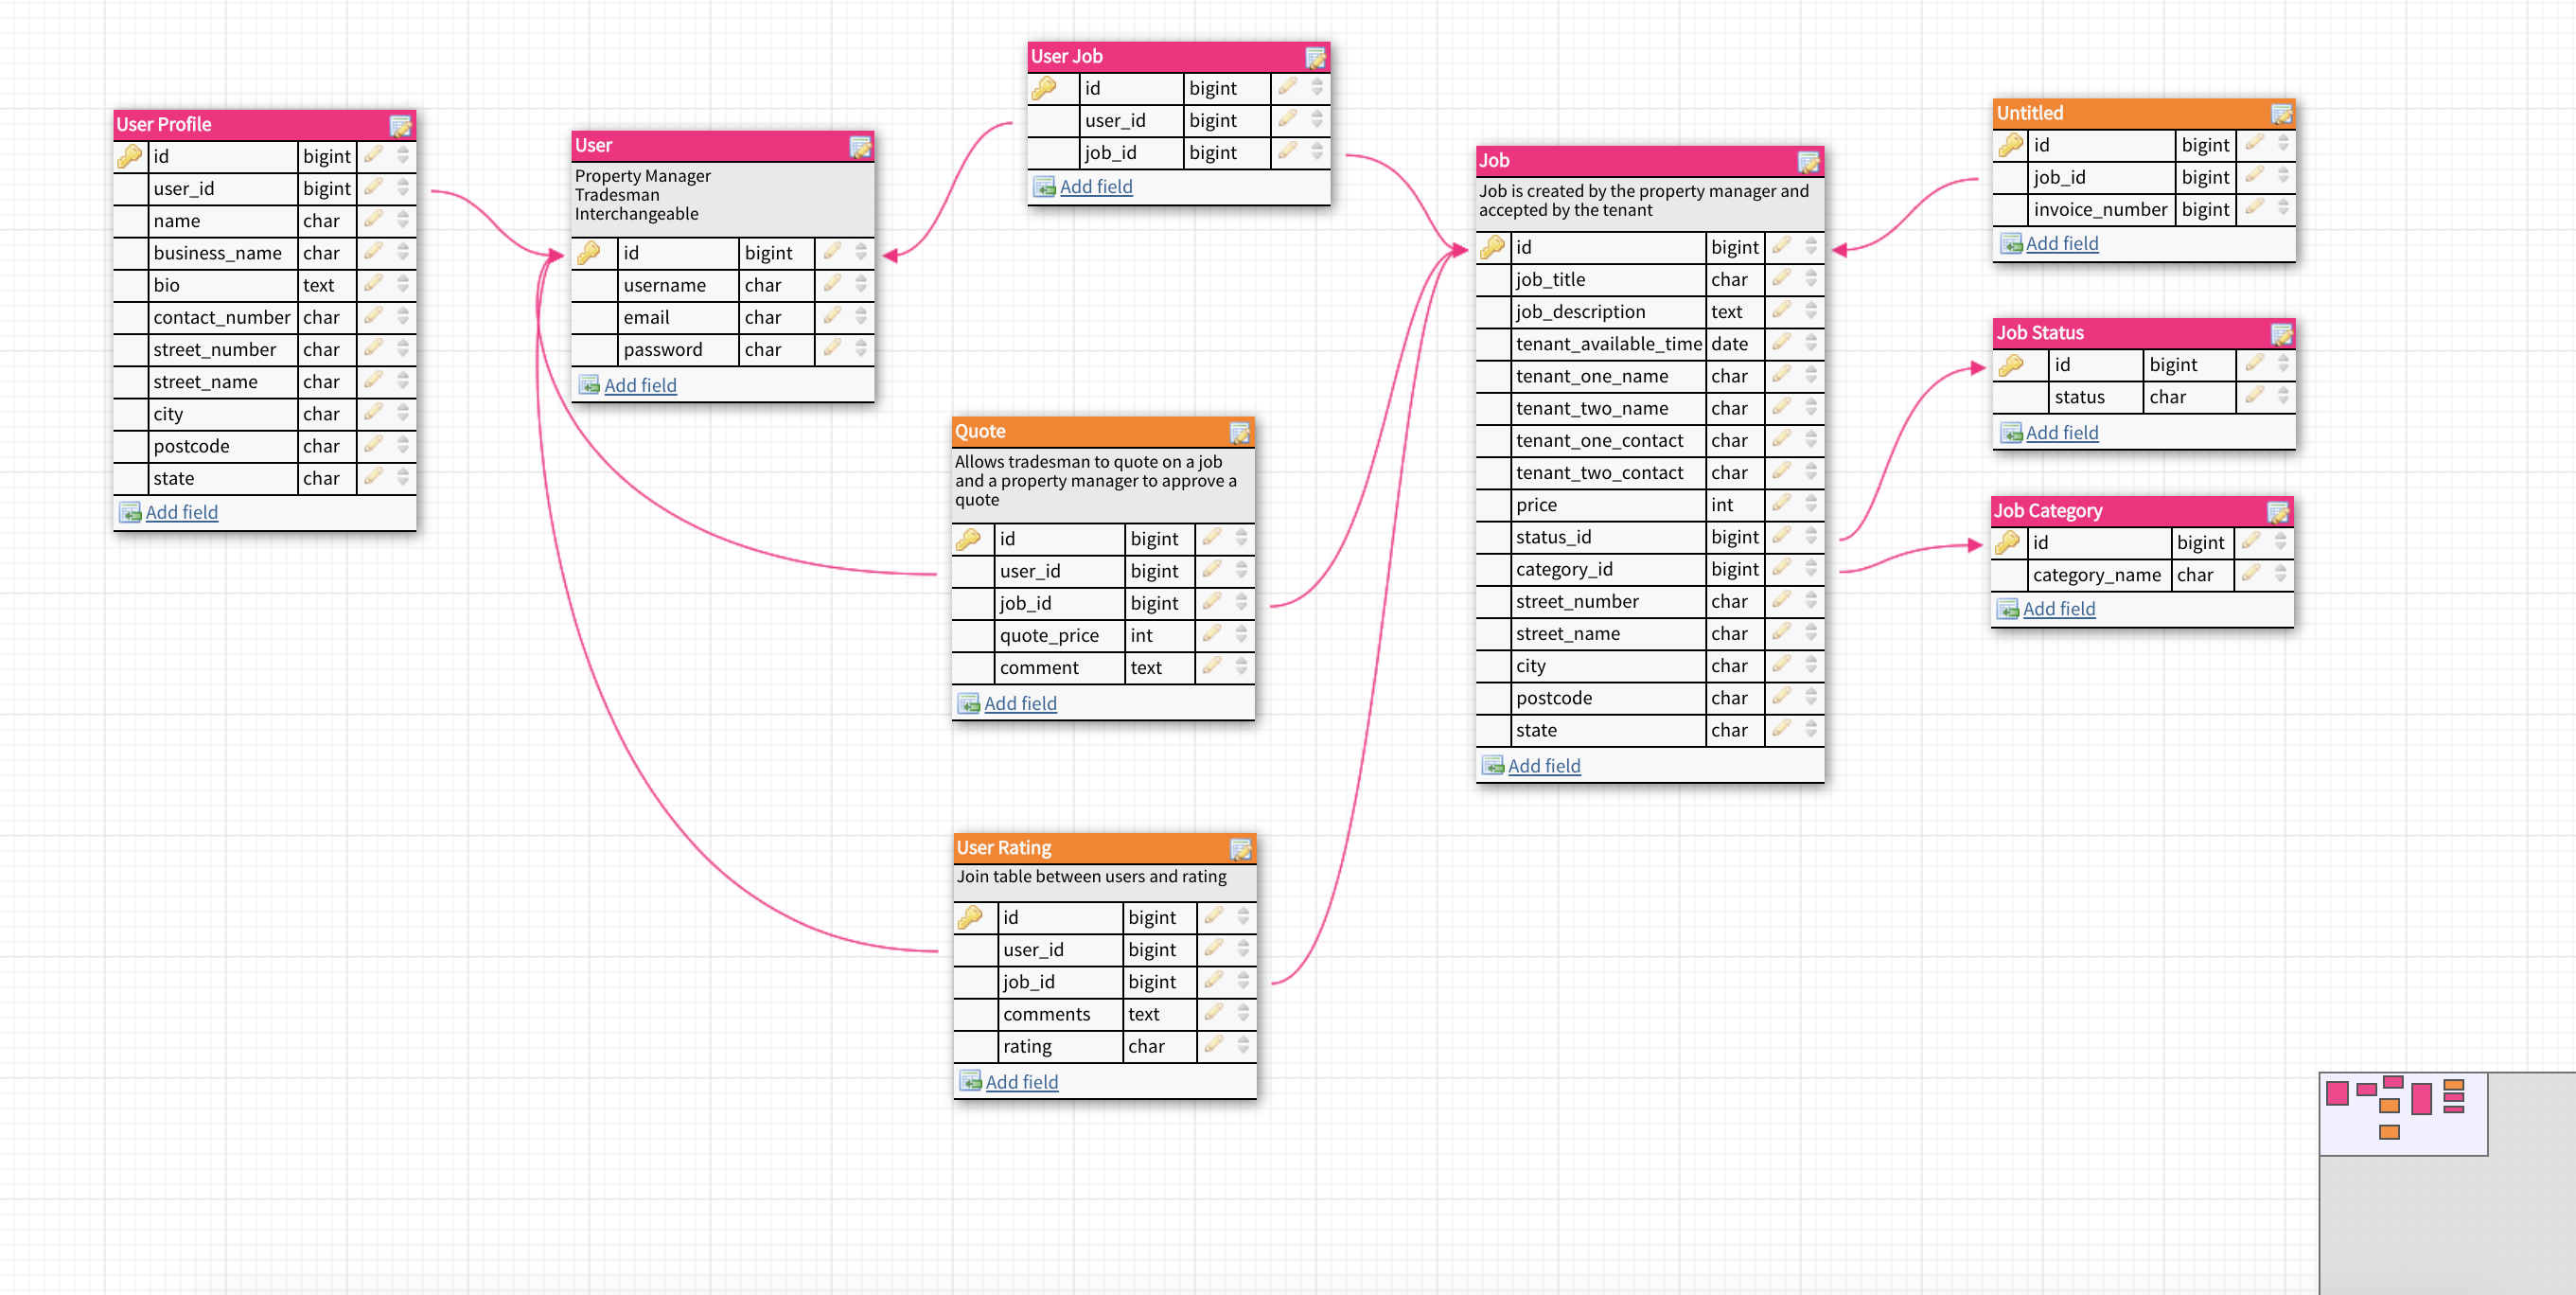 User Profile
id bigint
user_id bigint
name char
business_name char
bio text
contact_number char
street_number char
street_name char
city char
postcode char
state char
Add field
User
Property Manager
Tradesman
Interchangeable
id bigint
username char
email char
password char
Add field
User Job
id bigint
user_id bigint
job_id bigint
Add field
Quote
Allows tradesman to quote on a job
and a property manager to approve a
quote
id bigint
user_id bigint
job_id bigint
quote_price int
comment text
Add field
User Rating
Join table between users and rating
id bigint
user_id bigint
job_id bigint
comments text
rating char
Add field
Job
Job is created by the property manager and
accepted by the tenant
id bigint
job_title char
job_description text
tenant_available_time date
tenant_one_name char
tenant_two_name char
tenant_one_contact char
tenant_two_contact char
price int
status_id bigint
category_id bigint
street_number char
street_name char
city char
postcode char
state char
Add field
Untitled
id bigint
job_id bigint
invoice_number bigint
Add field
Job Status
id bigint
status char
Add field
Job Category
id bigint
category_name char
Add field